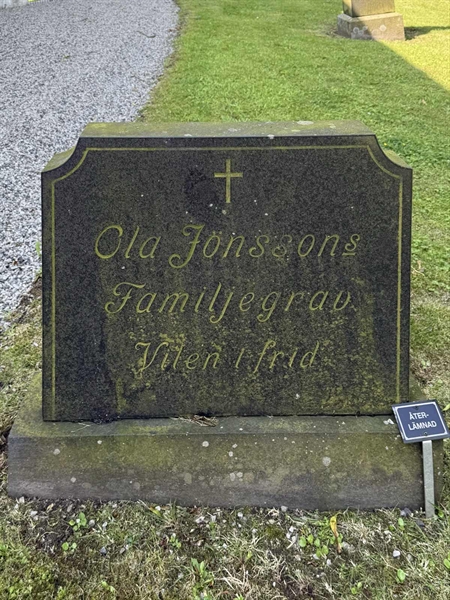 Ola Jönssons
Familjegrav.
Vilen i frid
ÅTER-
LÄMNAD